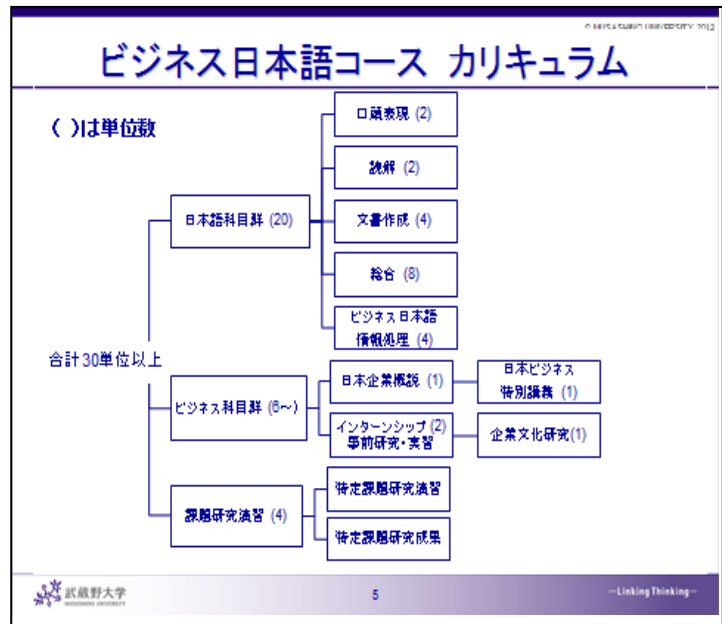 © MUSASHINO UNIVERSITY 2013
ビジネス日本語コース カリキュラム
( )は単位数
口頭表現 (2)
読解 (2)
日本語科目群 (20)
文書作成 (4)
総合 (8)
ビジネス日本語
情報処理 (4)
合計30単位以上
日本企業概説 (1)
日本ビジネス
特別講義 (1)
ビジネス科目群 (6～)
インターンシップ (2)
事前研究・実習
企業文化研究(1)
課題研究演習 (4)
特定課題研究演習
特定課題研究成果
武蔵野大学
MUSASHINO UNIVERSITY
5
―Linking Thinking―